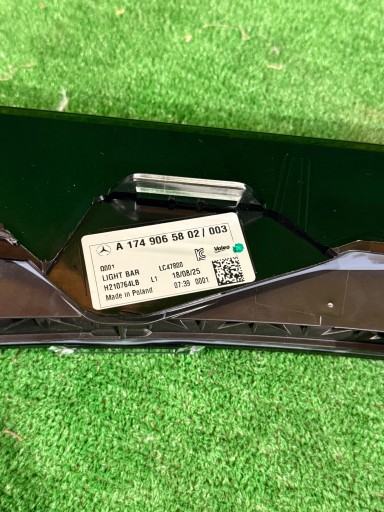 A 174 906 58 02 / 003
Valeo
Q001
LC47800
LIGHT BAR
H210764LB L1 18/08/25
Made in Poland 07:39 0001